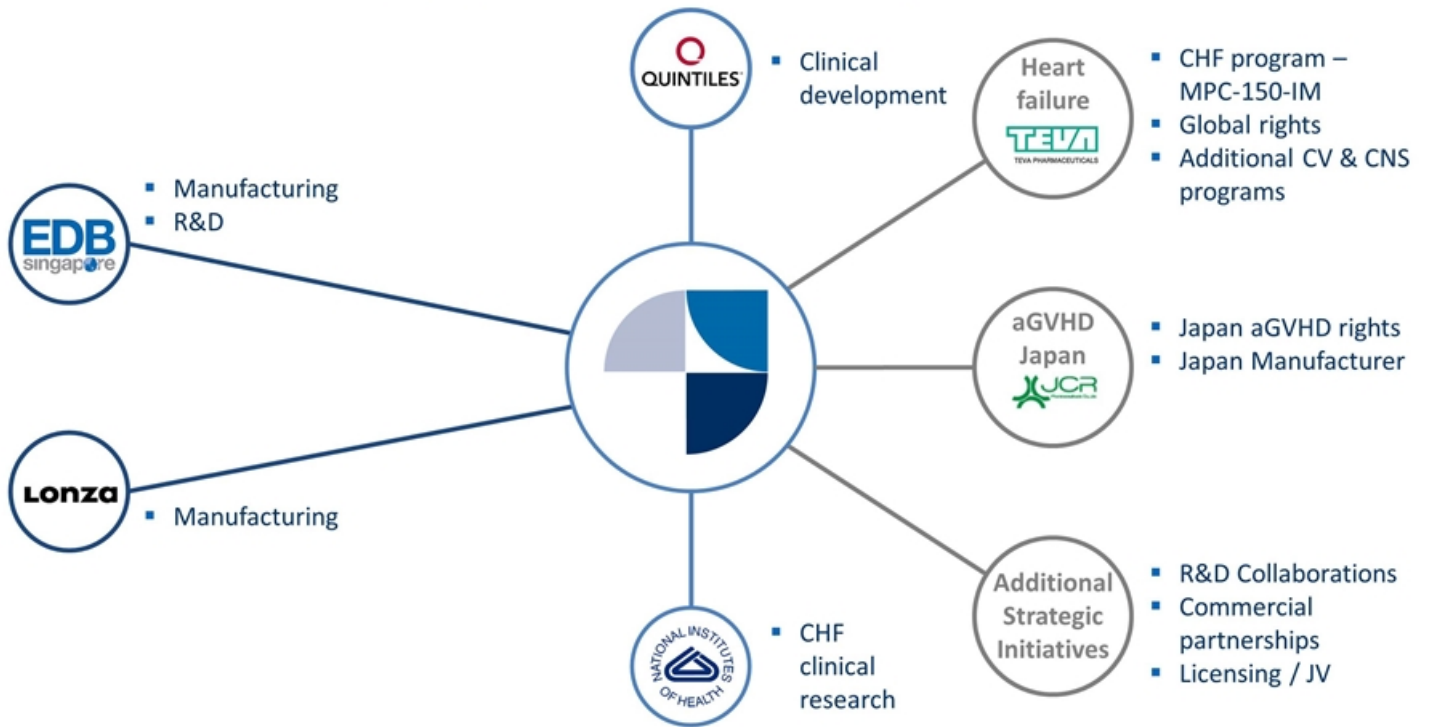 QUINTILES
▪ Clinical
development
Heart
failure
TEVA
TEVA PHARMACEUTICALS
▪ CHF program –
MPC-150-IM
▪ Global rights
▪ Additional CV & CNS
programs
EDB
singapore
▪ Manufacturing
▪ R&D
aGVHD
Japan
JCR
▪ Japan aGVHD rights
▪ Japan Manufacturer
Lonza
▪ Manufacturing
NATIONAL INSTITUTES
OF HEALTH
▪ CHF
clinical
research
Additional
Strategic
Initiatives
▪ R&D Collaborations
▪ Commercial
partnerships
▪ Licensing / JV